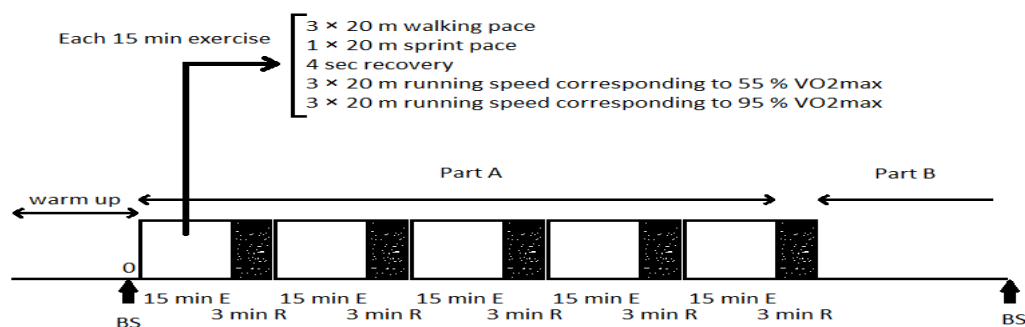 3 × 20 m walking pace
Each 15 min exercise
1 × 20 m sprint pace
4 sec recovery
3 × 20 m running speed corresponding to 55 % VO2max
3 × 20 m running speed corresponding to 95 % VO2max
Part A
Part B
warm up
0
15 min E 15 min E 15 min E 15 min E 15 min E
3 min R 3 min R 3 min R 3 min R 3 min R
BS BS